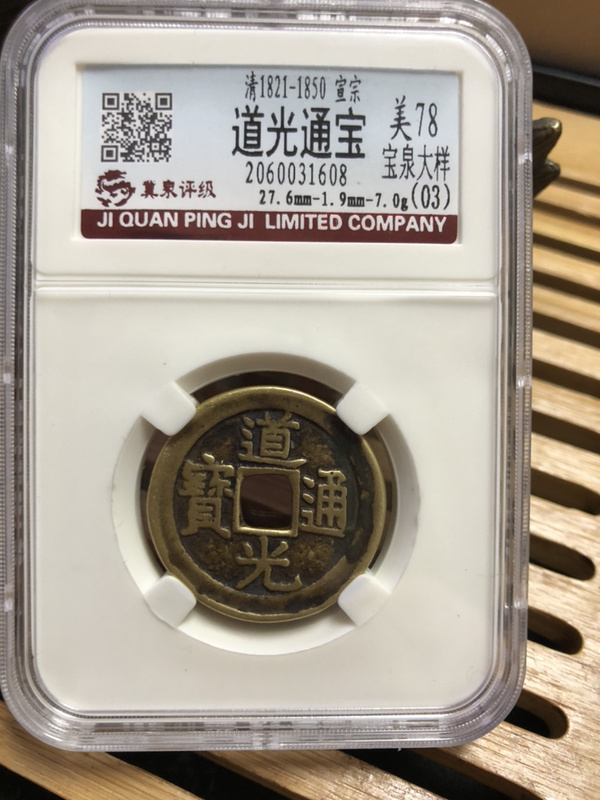 清1821-1850 宣宗
道光通宝
美78
2060031608
宝泉大样
27.6mm-1.9mm-7.0g(03)
冀泉评级
JI QUAN PING JI LIMITED COMPANY
道
寶 通
光